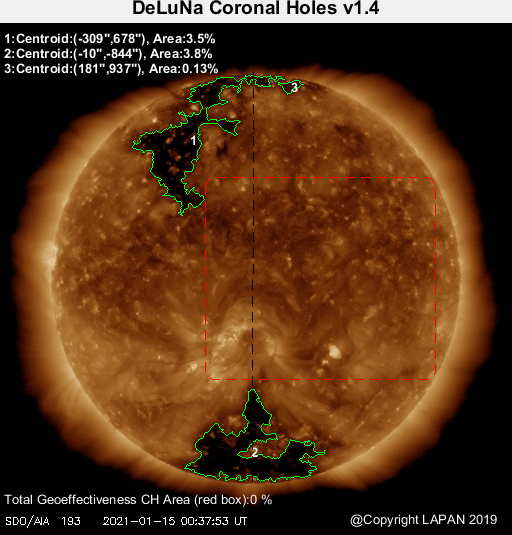 DeLuNa Coronal Holes v1.4
1:Centroid:(-309",678"), Area:3.5%
2:Centroid:(-10",-844"), Area:3.8%
3:Centroid:(181",937"), Area:0.13%
3
1
2
Total Geoeffectiveness CH Area (red box):0 %
SDO/AIA 193 2021-01-15 00:37:53 UT
@Copyright LAPAN 2019